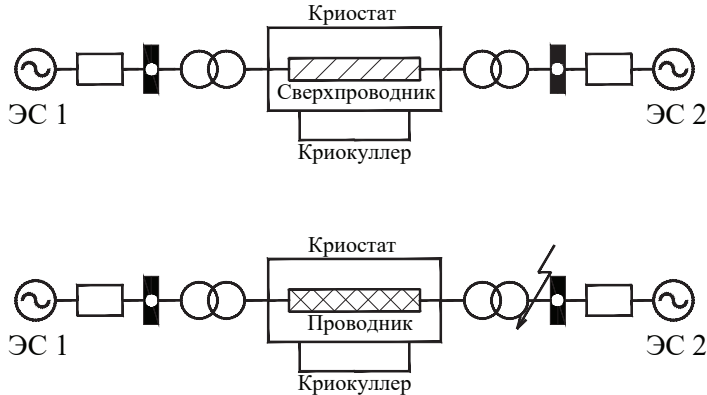 Криостат
Сверхпроводник
ЭС 1
ЭС 2
Криокуллер
Криостат
Проводник
ЭС 1
ЭС 2
Криокуллер